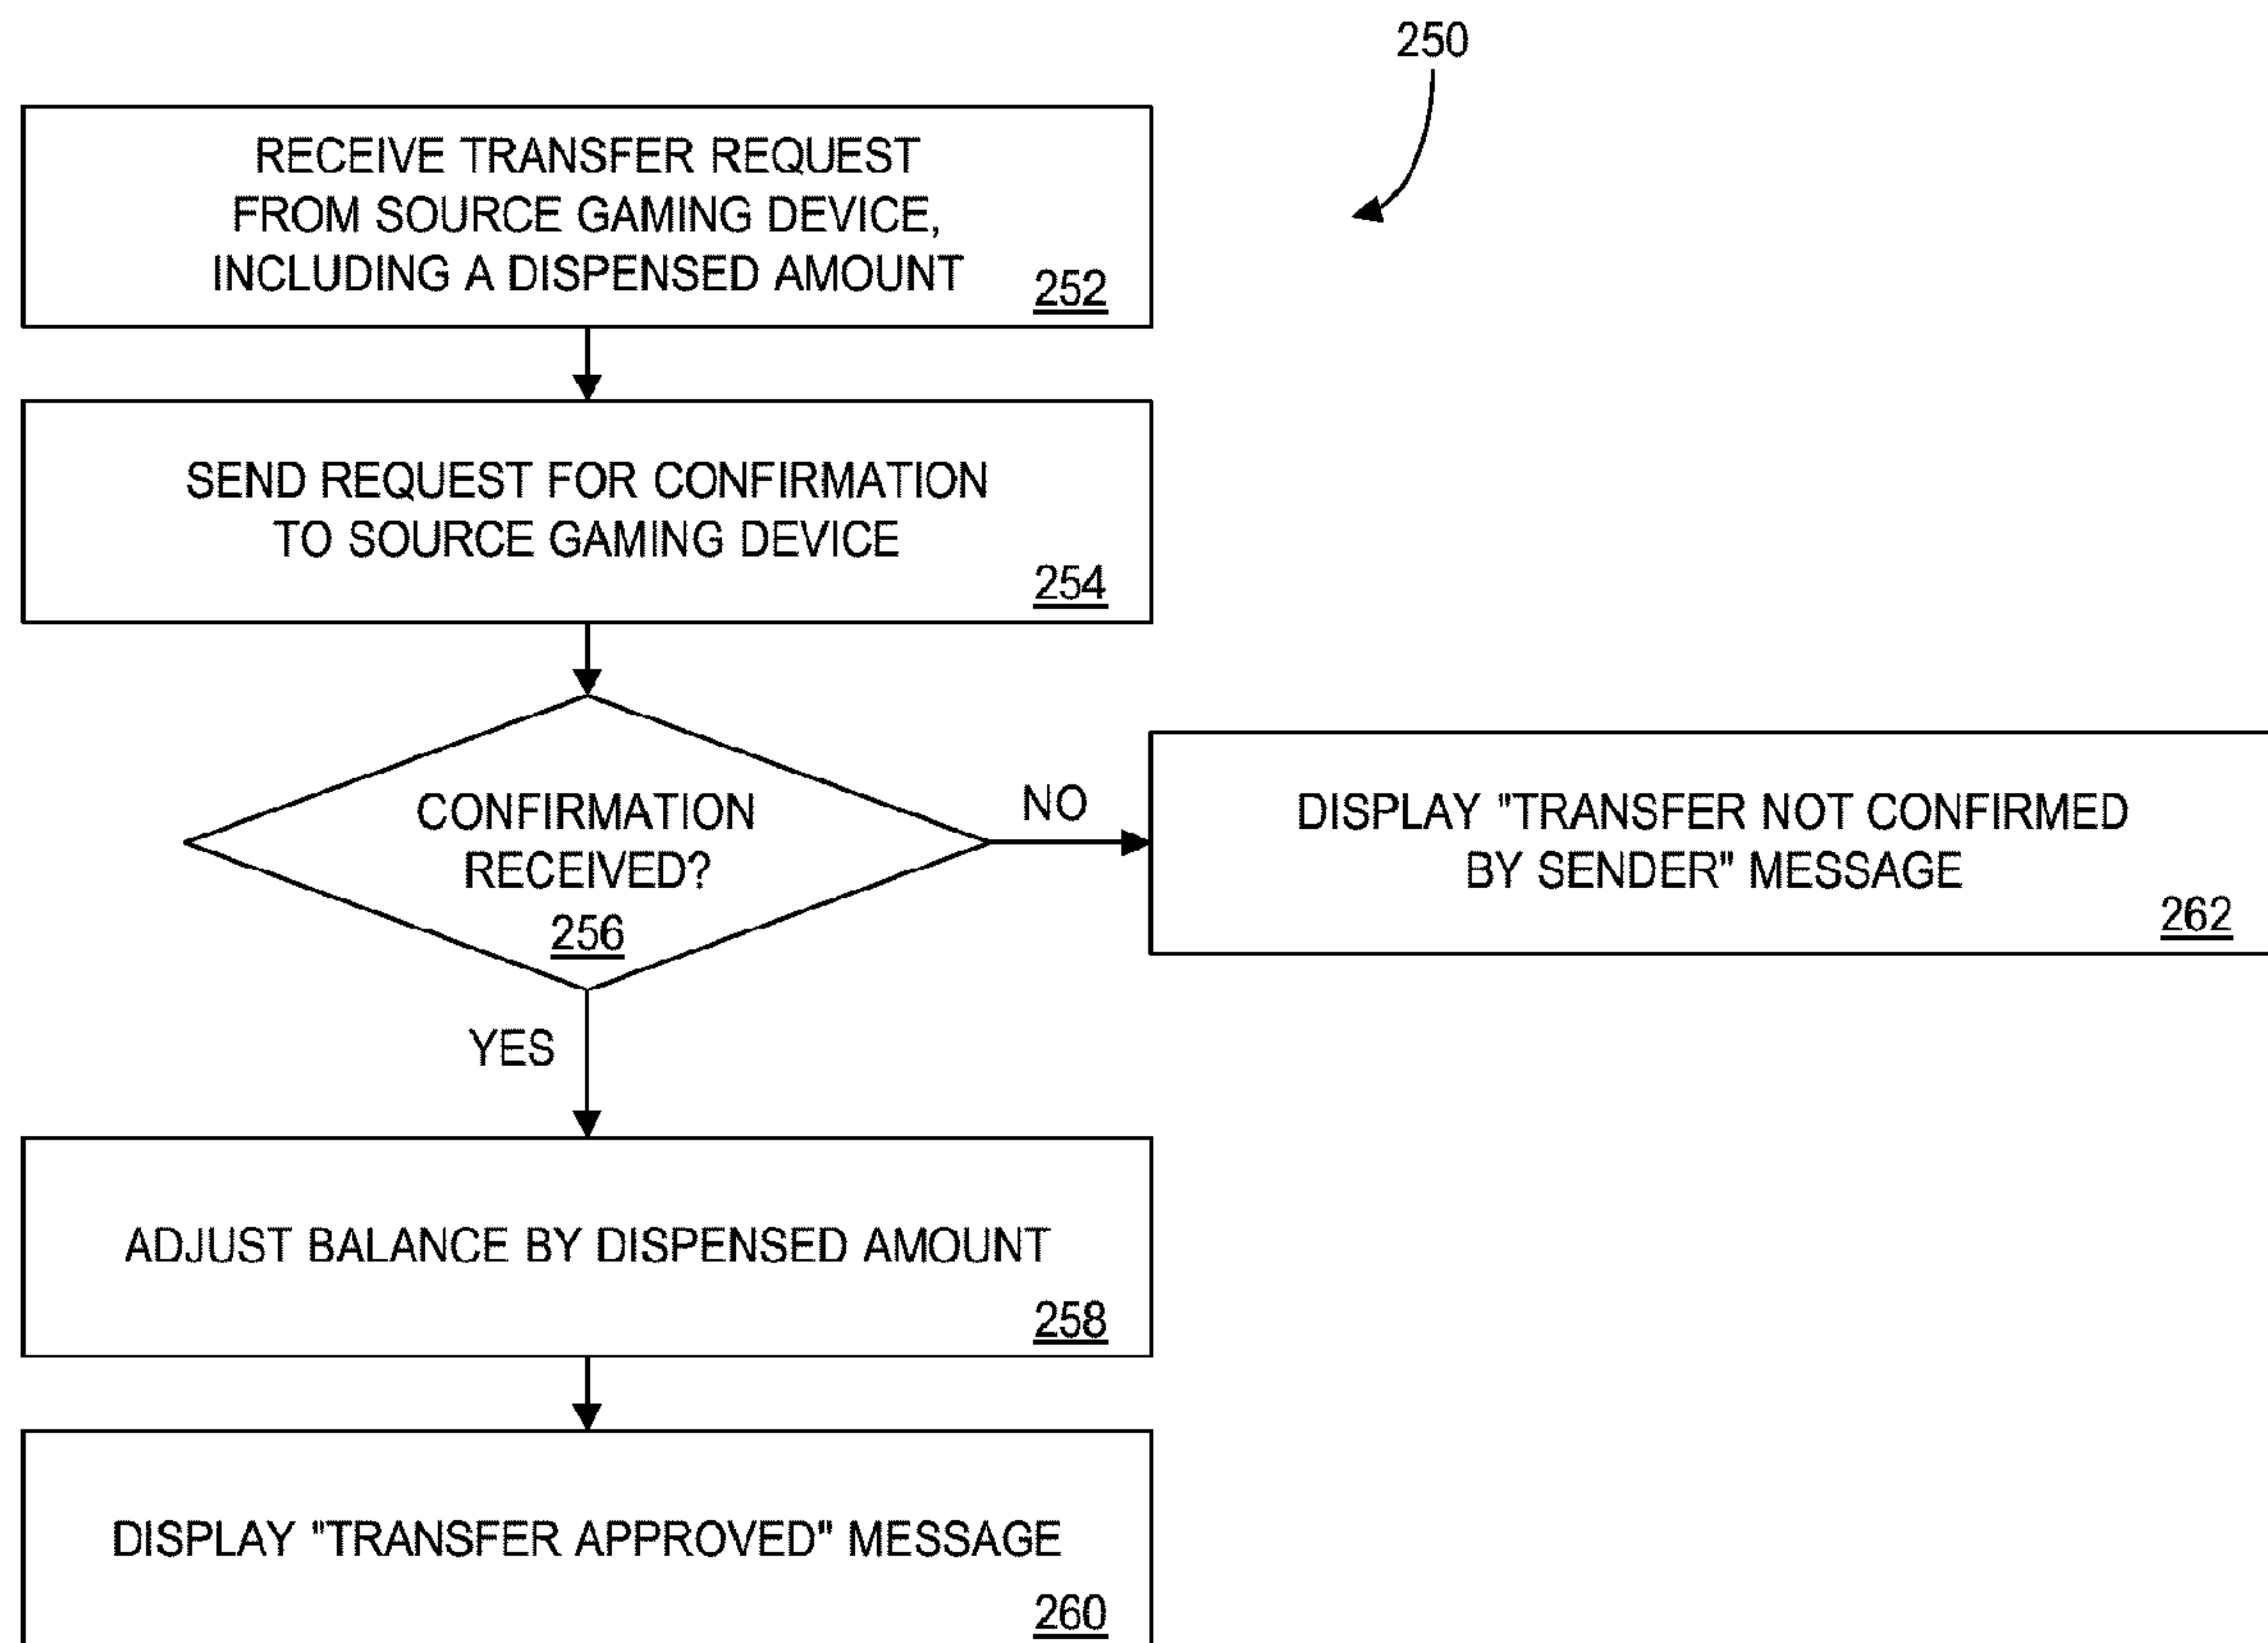 250
RECEIVE TRANSFER REQUEST
FROM SOURCE GAMING DEVICE,
INCLUDING A DISPENSED AMOUNT
252
SEND REQUEST FOR CONFIRMATION
TO SOURCE GAMING DEVICE
254
CONFIRMATION
RECEIVED?
256
NO
DISPLAY "TRANSFER NOT CONFIRMED
BY SENDER" MESSAGE
262
YES
ADJUST BALANCE BY DISPENSED AMOUNT
258
DISPLAY "TRANSFER APPROVED" MESSAGE
260